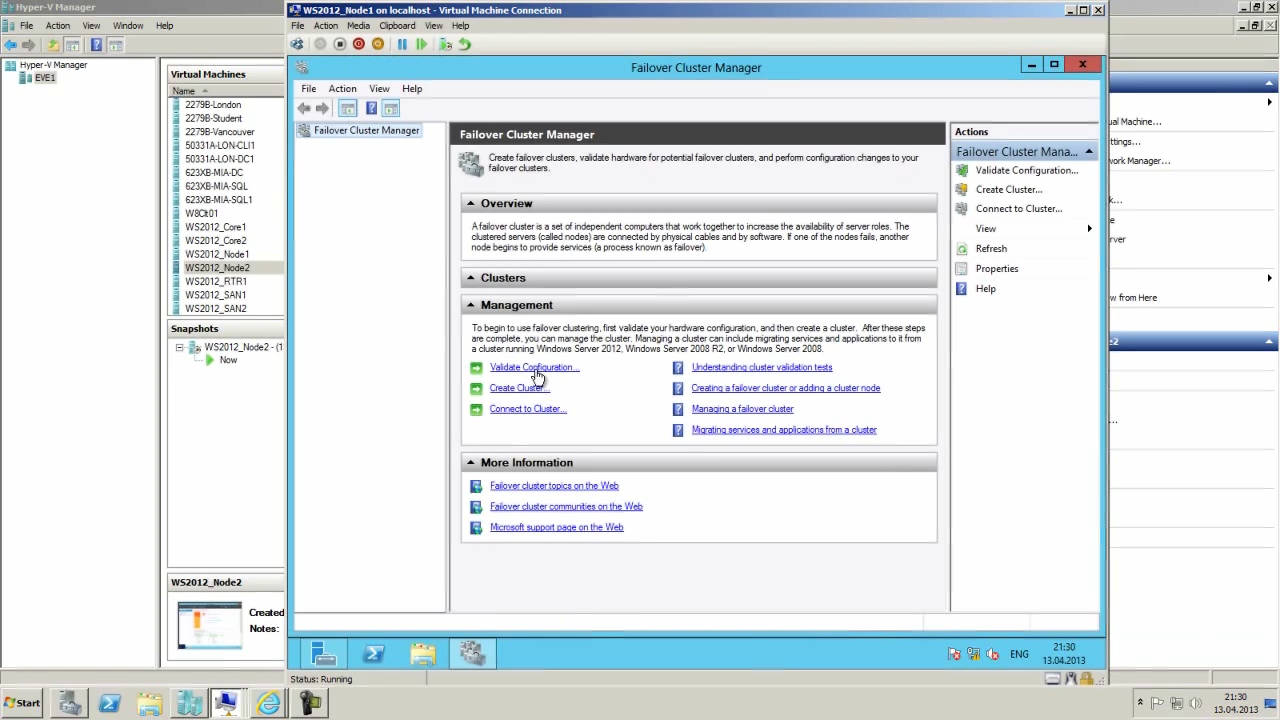 Hyper-V Manager
File Action View Window Help
Hyper-V Manager
EVE1
Virtual Machines
Name
2279B-London
2279B-Student
2279B-Vancouver
50331A-LON-CLI1
50331A-LON-DC1
623XB-MIA-DC
623XB-MIA-SQL
623XB-MIA-SQL1
W8Clt01
WS2012_Core1
WS2012_Core2
WS2012_Node1
WS2012_Node2
WS2012_RTR1
WS2012_SAN1
WS2012_SAN2
Snapshots
WS2012_Node2 - (1
Now
WS2012_Node2
Created
Notes:
WS2012_Node1 on localhost - Virtual Machine Connection
File Action Media Clipboard View Help
Failover Cluster Manager
File Action View Help
Failover Cluster Manager
Failover Cluster Manager
Create failover clusters, validate hardware for potential failover clusters, and perform configuration changes to your
failover clusters.
Overview
A failover cluster is a set of independent computers that work together to increase the availability of server roles. The
clustered servers (called nodes) are connected by physical cables and by software. If one of the nodes fails, another
node begins to provide services (a process known as failover).
Clusters
Management
To begin to use failover clustering, first validate your hardware configuration, and then create a cluster. After these steps
are complete, you can manage the cluster. Managing a cluster can include migrating services and applications to it from
a cluster running Windows Server 2012, Windows Server 2008 R2, or Windows Server 2008.
Validate Configuration...
Understanding cluster validation tests
Create Cluster...
Creating a failover cluster or adding a cluster node
Connect to Cluster...
Managing a failover cluster
Migrating services and applications from a cluster
More Information
Failover cluster topics on the Web
Failover cluster communities on the Web
Microsoft support page on the Web
Actions
Failover Cluster Mana...
Validate Configuration...
Create Cluster...
Connect to Cluster...
View
Refresh
Properties
Help
ual Machine...
ttings...
work Manager...
k...
e
rver
w from Here
e2
...
ENG
21:30
13.04.2013
Status: Running
Start
21:30
13.04.2013